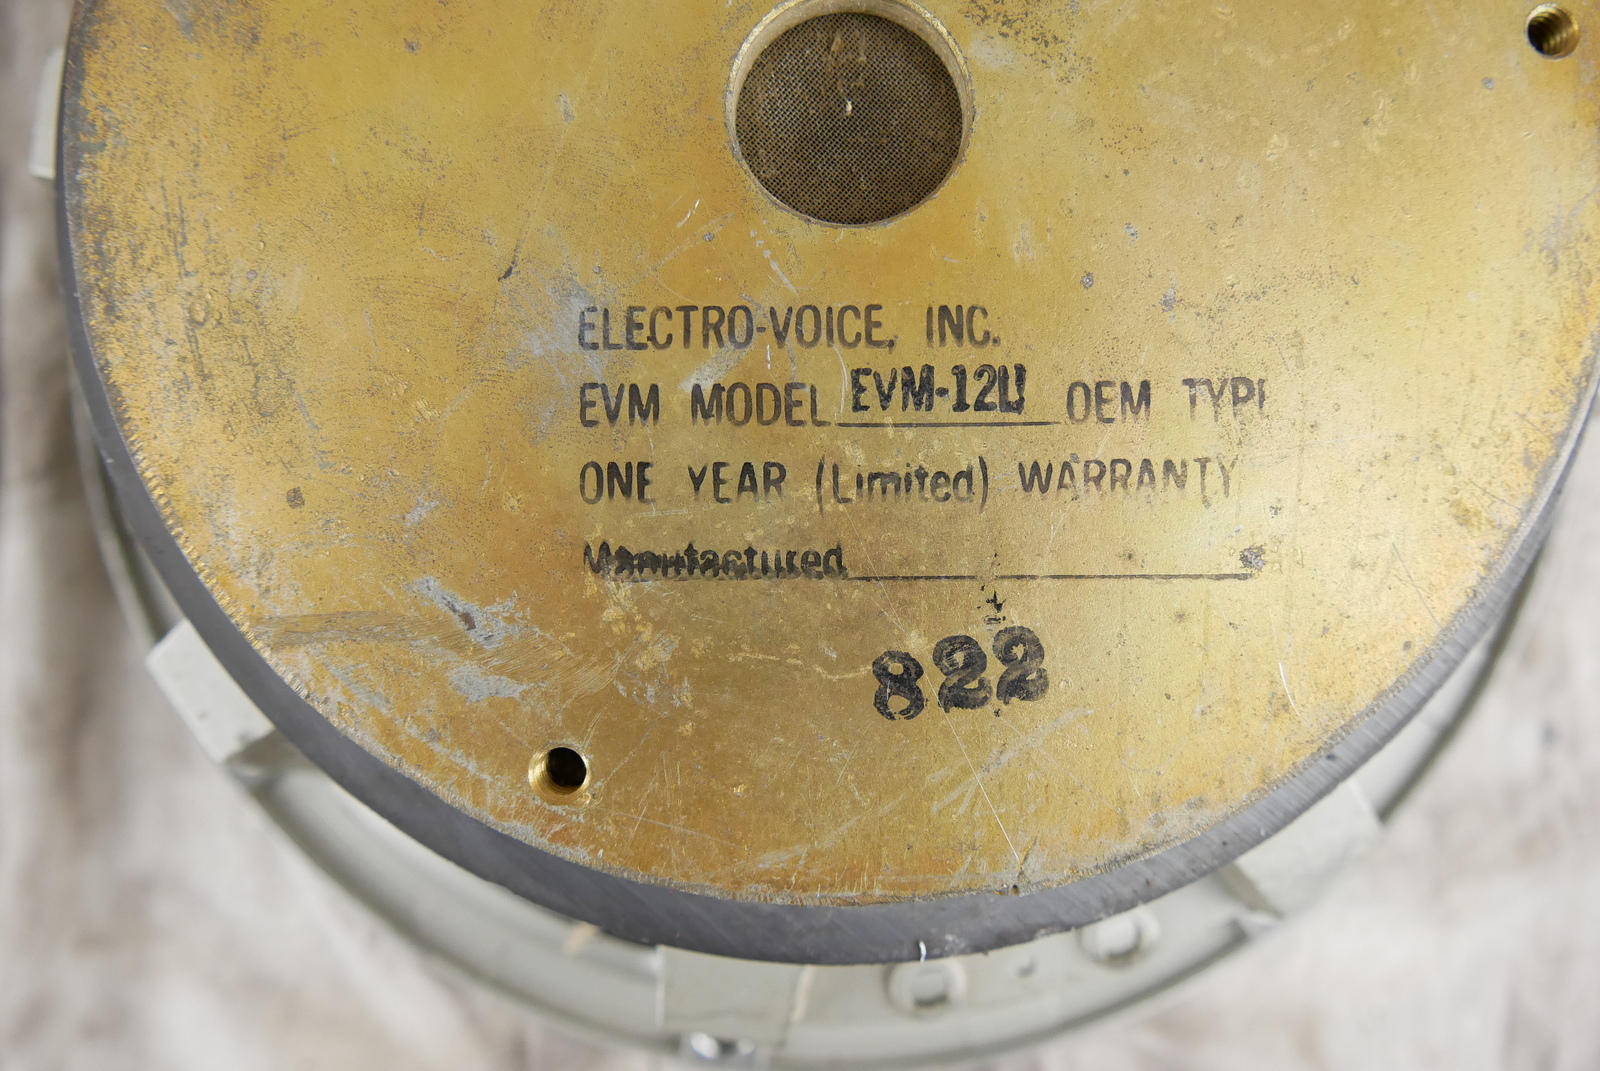 ELECTRO-VOICE, INC.
EVM MODEL EVM-12L OEM TYPE
ONE YEAR (Limited) WARRANTY
Manufactured
822